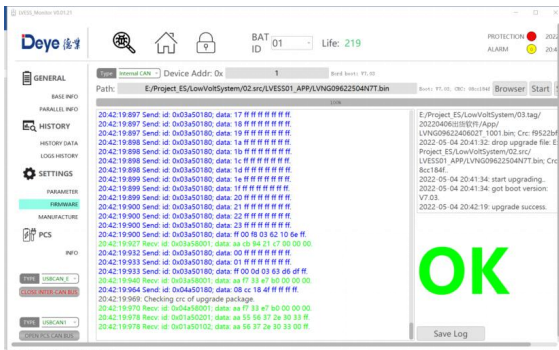 LVESS_Monitor V0.01.21
Deye 德业
BAT ID 01
Life: 219
PROTECTION 2022
ALARM 20:4
GENERAL
BASE INFO
PARALLEL INFO
HISTORY
HISTORY DATA
LOGS HISTORY
SETTINGS
PARAMETER
FIRMWARE
MANUFACTURE
PCS
INFO
TYPE USBCAN_E
CLOSE INTER-CAN BUS
TYPE USBCAN1
OPEN PCS CAN BUS
Type Internal CAN Device Addr: 0x 1
Path: E:/Project_ES/LowVoltSystem/02.src/LVESS01_APP/LVNG09622504N7T.bin
Browser Start
100%
20:42:19:897 Send: id: 0x03a50180; data: 17 ff ff ff ff ff ff ff.
20:42:19:897 Send: id: 0x03a50180; data: 18 ff ff ff ff ff ff ff.
20:42:19:898 Send: id: 0x03a50180; data: 19 ff ff ff ff ff ff ff.
20:42:19:898 Send: id: 0x03a50180; data: 1a ff ff ff ff ff ff ff.
20:42:19:898 Send: id: 0x03a50180; data: 1b ff ff ff ff ff ff ff.
20:42:19:898 Send: id: 0x03a50180; data: 1c ff ff ff ff ff ff ff.
20:42:19:898 Send: id: 0x03a50180; data: 1d ff ff ff ff ff ff ff.
20:42:19:899 Send: id: 0x03a50180; data: 1e ff ff ff ff ff ff ff.
20:42:19:899 Send: id: 0x03a50180; data: 1f ff ff ff ff ff ff ff.
20:42:19:899 Send: id: 0x03a50180; data: 20 ff ff ff ff ff ff ff.
20:42:19:900 Send: id: 0x03a50180; data: 21 ff ff ff ff ff ff ff.
20:42:19:900 Send: id: 0x03a50180; data: 22 ff ff ff ff ff ff ff.
20:42:19:900 Send: id: 0x03a50180; data: 23 ff ff ff ff ff ff ff.
20:42:19:900 Send: id: 0x03a50180; data: ff 00 f8 03 62 10 6e ff.
20:42:19:927 Recv: id: 0x03a58001; data: aa cb 84 21 c7 00 00 00.
20:42:19:932 Send: id: 0x03a50180; data: 00 ff ff ff ff ff ff ff.
20:42:19:933 Send: id: 0x03a50180; data: 01 ff ff ff ff ff ff ff.
20:42:19:933 Send: id: 0x03a50180; data: ff 00 0d 03 63 d6 df ff.
20:42:19:940 Recv: id: 0x03a58001; data: aa f7 33 e7 b0 00 00 00.
20:42:19:964 Send: id: 0x04a50180; data: 08 cc 18 4f ff ff ff ff.
20:42:19:969: Checking crc of upgrade package.
20:42:19:970 Recv: id: 0x04a58001; data: aa f7 33 e7 b0 00 00 00.
20:42:19:978 Recv: id: 0x01a50201; data: aa 55 56 37 2e 30 33 ff.
20:42:19:978 Recv: id: 0x01a50102; data: aa 56 37 2e 30 33 00 ff.
E:/Project_ES/LowVoltSystem/03.tag/
20220406出货软件/App/
LVNG0962240602T_1001.bin; Crc: f9522bf
2022-05-04 20:41:32: drop upgrade file: E
Project_ES/LowVoltSystem/02.src/
LVESS01_APP/LVNG09622504N7T.bin; Crc
8cc184f..
2022-05-04 20:41:34: start upgrading..
2022-05-04 20:41:34: got boot version:
V7.03.
2022-05-04 20:42:19: upgrade success.
OK
Save Log